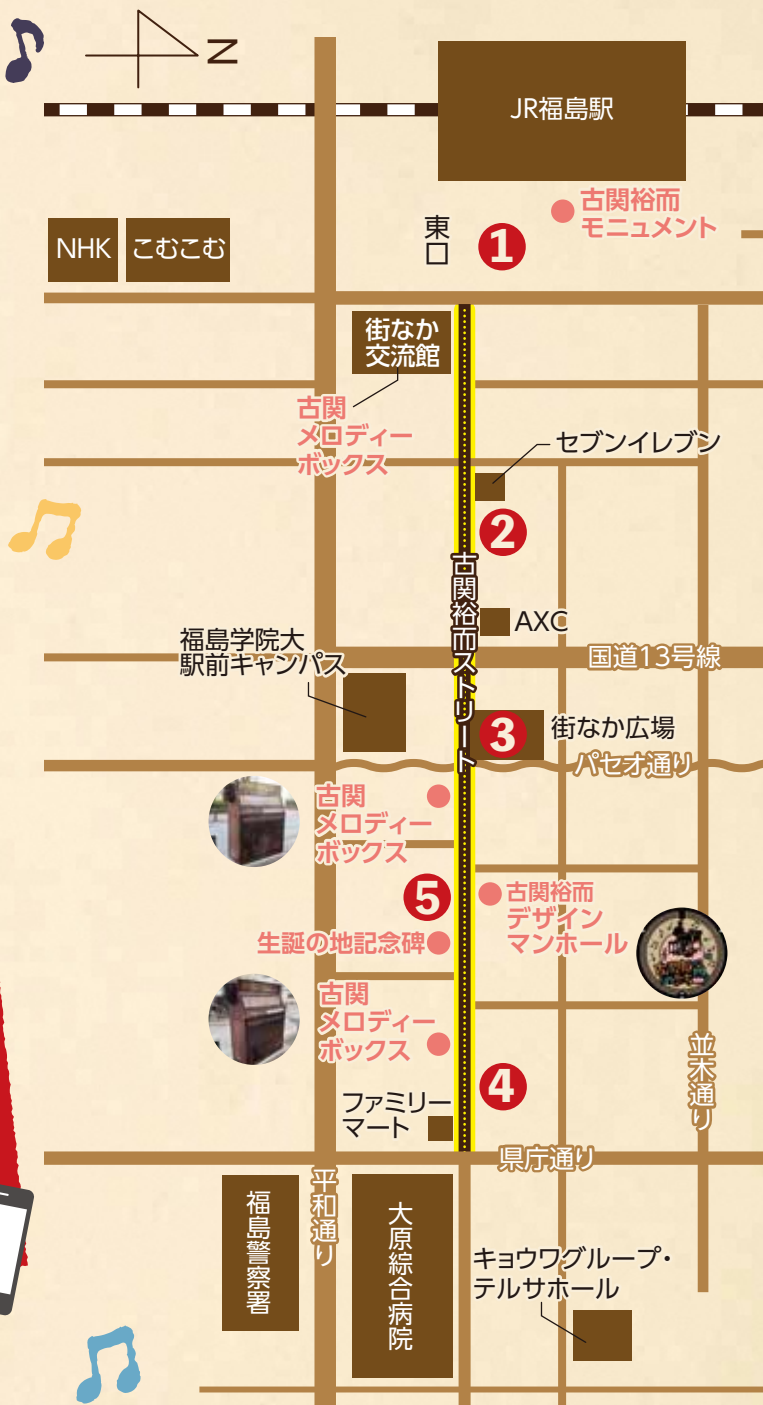 N
JR福島駅
古関裕而
モニュメント
東口
1
NHK
こむこむ
街なか
交流館
古関
メロディー
ボックス
セブンイレブン
2
古関裕而ストリート
AXC
福島学院大
駅前キャンパス
国道13号線
3
街なか広場
パセオ通り
古関
メロディー
ボックス
5
古関裕而
デザイン
マンホール
生誕の地記念碑
古関
メロディー
ボックス
4
並木通り
ファミリー
マート
県庁通り
平和通り
福島警察署
大原綜合病院
キョウワグループ・
テルサホール